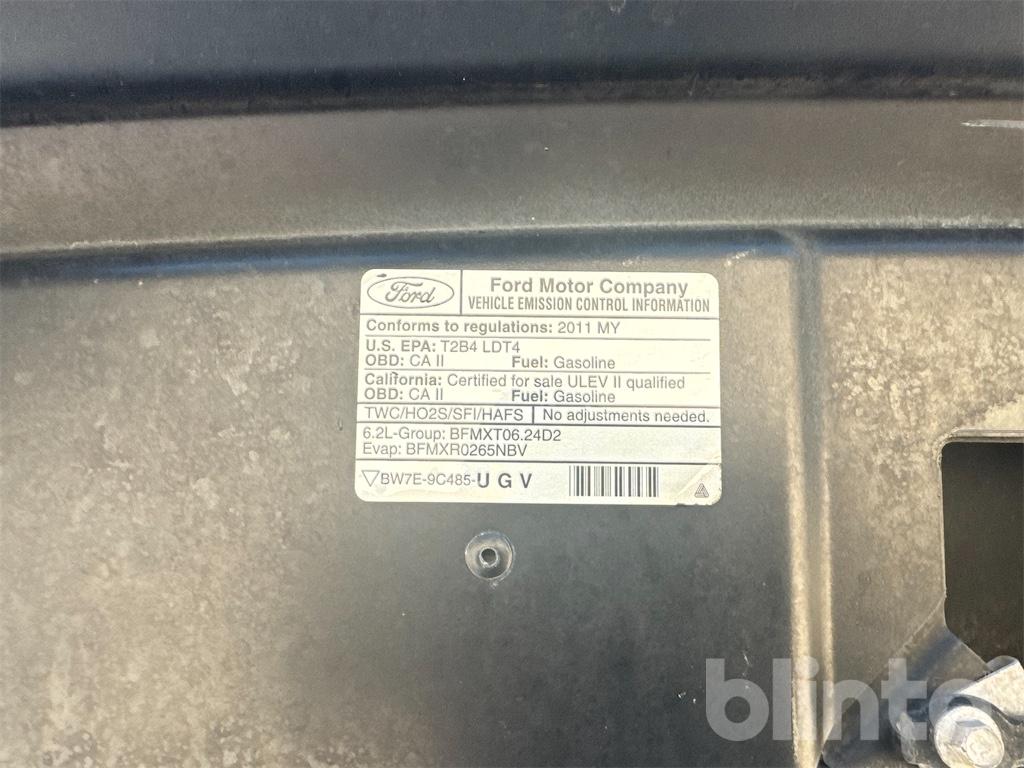 Ford
Ford Motor Company
VEHICLE EMISSION CONTROL INFORMATION
Conforms to regulations: 2011 MY
U.S. EPA: T2B4 LDT4
OBD: CA II Fuel: Gasoline
California: Certified for sale ULEV II qualified
OBD: CA II Fuel: Gasoline
TWC/HO2S/SFI/HAFS No adjustments needed.
6.2L-Group: BFMXT06.24D2
Evap: BFMXR0265NBV
BW7E-9C485-U G V
blinto